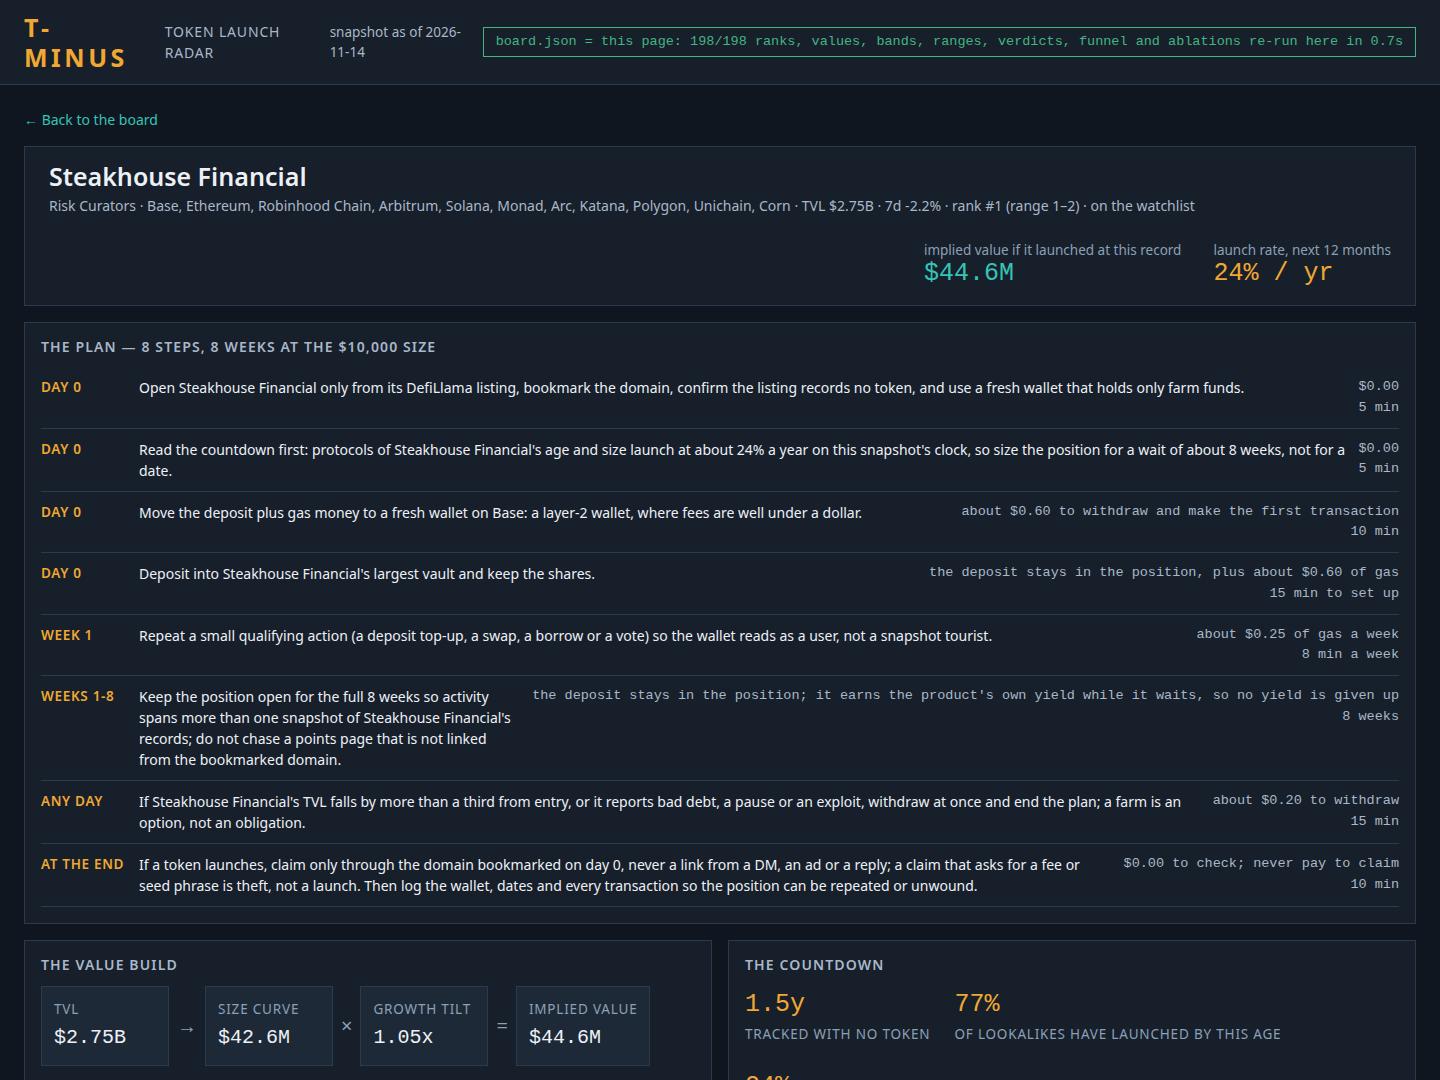 T-
MINUS
TOKEN LAUNCH
RADAR
snapshot as of 2026-
11-14
board.json = this page: 198/198 ranks, values, bands, ranges, verdicts, funnel and ablations re-run here in 0.7s
← Back to the board
Steakhouse Financial
Risk Curators · Base, Ethereum, Robinhood Chain, Arbitrum, Solana, Monad, Arc, Katana, Polygon, Unichain, Corn · TVL $2.75B · 7d -2.2% · rank #1 (range 1–2) · on the watchlist
implied value if it launched at this record
$44.6M
launch rate, next 12 months
24% / yr
THE PLAN — 8 STEPS, 8 WEEKS AT THE $10,000 SIZE
DAY 0
Open Steakhouse Financial only from its DefiLlama listing, bookmark the domain, confirm the listing records no token, and use a fresh wallet that holds only farm funds.
$0.00
5 min
DAY 0
Read the countdown first: protocols of Steakhouse Financial's age and size launch at about 24% a year on this snapshot's clock, so size the position for a wait of about 8 weeks, not for a
date.
$0.00
5 min
DAY 0
Move the deposit plus gas money to a fresh wallet on Base: a layer-2 wallet, where fees are well under a dollar.
about $0.60 to withdraw and make the first transaction
10 min
DAY 0
Deposit into Steakhouse Financial's largest vault and keep the shares.
the deposit stays in the position, plus about $0.60 of gas
15 min to set up
WEEK 1
Repeat a small qualifying action (a deposit top-up, a swap, a borrow or a vote) so the wallet reads as a user, not a snapshot tourist.
about $0.25 of gas a week
8 min a week
WEEKS 1-8
Keep the position open for the full 8 weeks so activity
spans more than one snapshot of Steakhouse Financial's
records; do not chase a points page that is not linked
from the bookmarked domain.
the deposit stays in the position; it earns the product's own yield while it waits, so no yield is given up
8 weeks
ANY DAY
If Steakhouse Financial's TVL falls by more than a third from entry, or it reports bad debt, a pause or an exploit, withdraw at once and end the plan; a farm is an
option, not an obligation.
about $0.20 to withdraw
15 min
AT THE END
If a token launches, claim only through the domain bookmarked on day 0, never a link from a DM, an ad or a reply; a claim that asks for a fee or
seed phrase is theft, not a launch. Then log the wallet, dates and every transaction so the position can be repeated or unwound.
$0.00 to check; never pay to claim
10 min
THE VALUE BUILD
TVL
$2.75B
→
SIZE CURVE
$42.6M
×
GROWTH TILT
1.05x
=
IMPLIED VALUE
$44.6M
THE COUNTDOWN
1.5y
TRACKED WITH NO TOKEN
77%
OF LOOKALIKES HAVE LAUNCHED BY THIS AGE